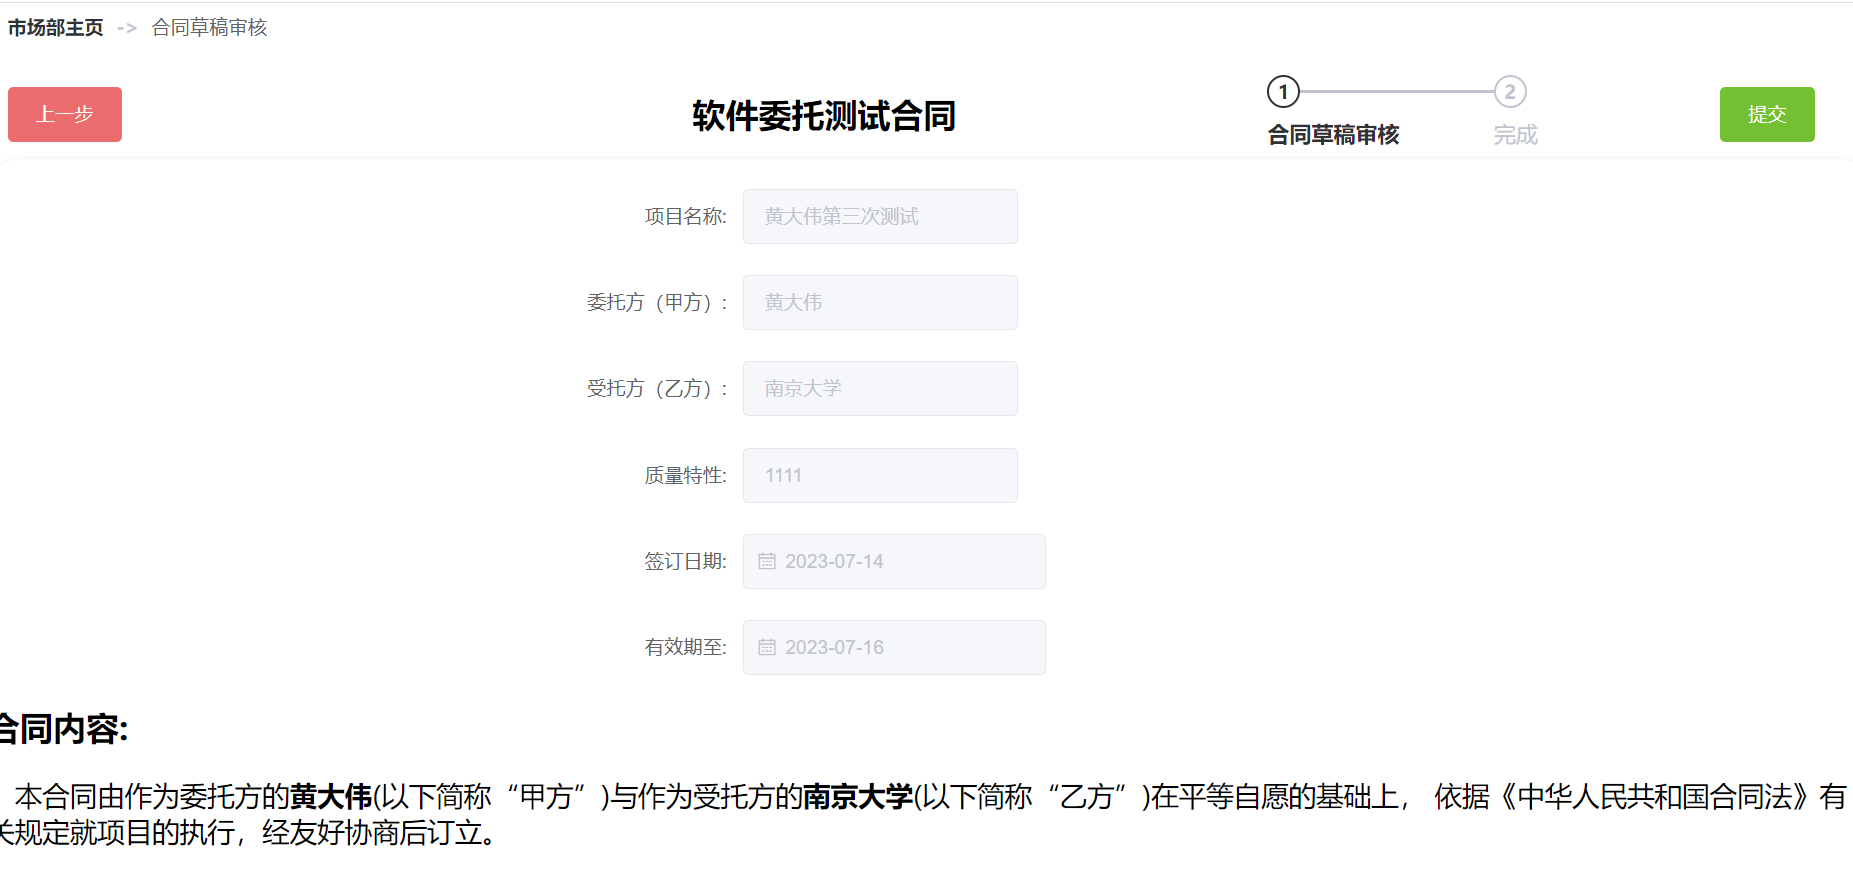 市场部主页 -> 合同草稿审核
上一步
软件委托测试合同
1
2
合同草稿审核
完成
提交
项目名称: 黄大伟第三次测试
委托方（甲方）: 黄大伟
受托方（乙方）: 南京大学
质量特性: 1111
签订日期: 2023-07-14
有效期至: 2023-07-16
合同内容:
本合同由作为委托方的黄大伟(以下简称“甲方”)与作为受托方的南京大学(以下简称“乙方”)在平等自愿的基础上， 依据《中华人民共和国合同法》有
关规定就项目的执行，经友好协商后订立。